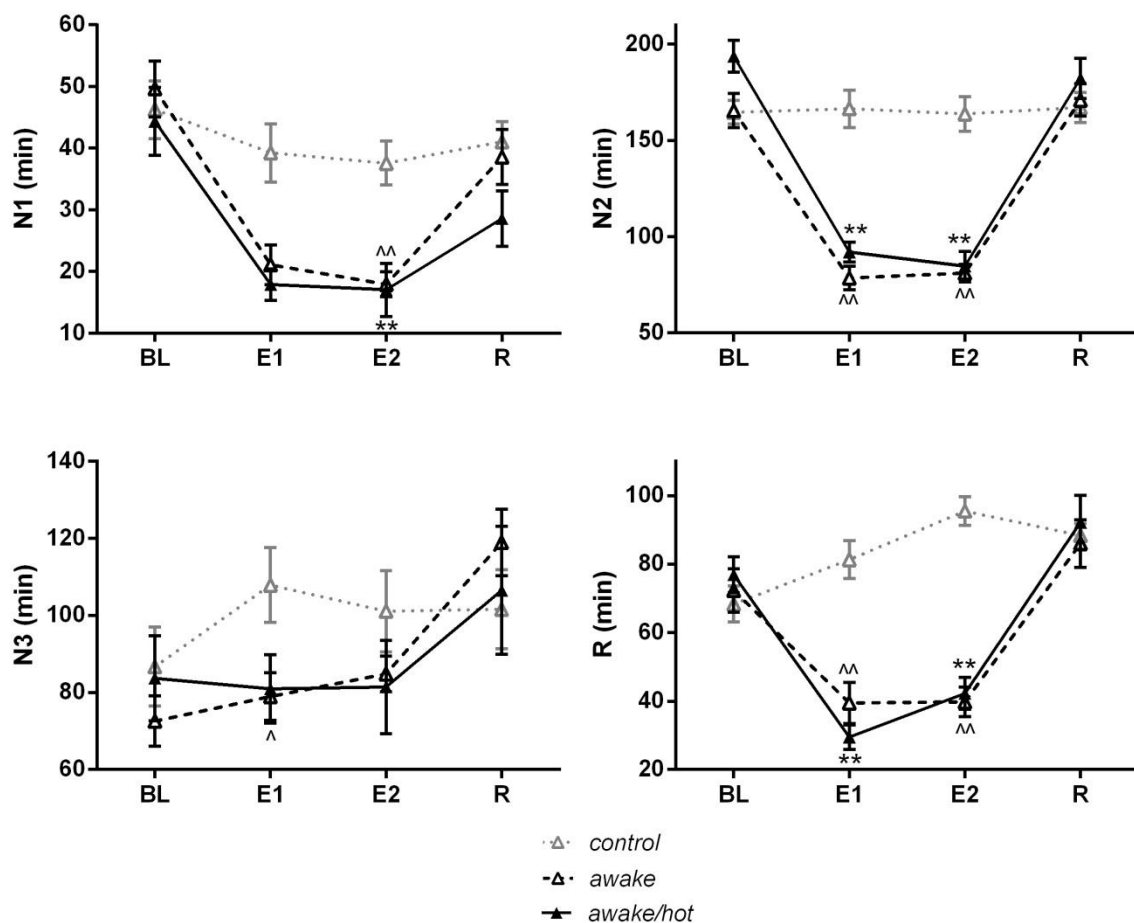 N1 (min)
60
50
40
30
20
10
^^
**
BL E1 E2 R
N2 (min)
200
150
100
50
** **
^^ ^^
BL E1 E2 R
N3 (min)
140
120
100
80
60
^
BL E1 E2 R
R (min)
100
80
60
40
20
^^ **
** ^^
BL E1 E2 R
control
awake
awake/hot